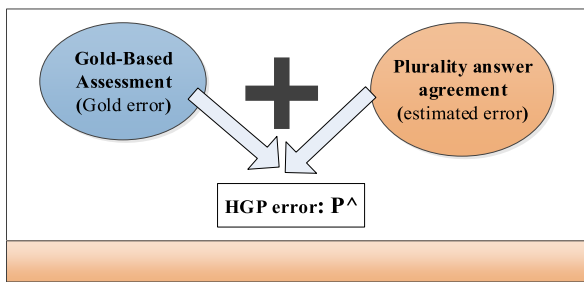 Gold-Based
Assessment
(Gold error)
Plurality answer
agreement
(estimated error)
HGP error: P^